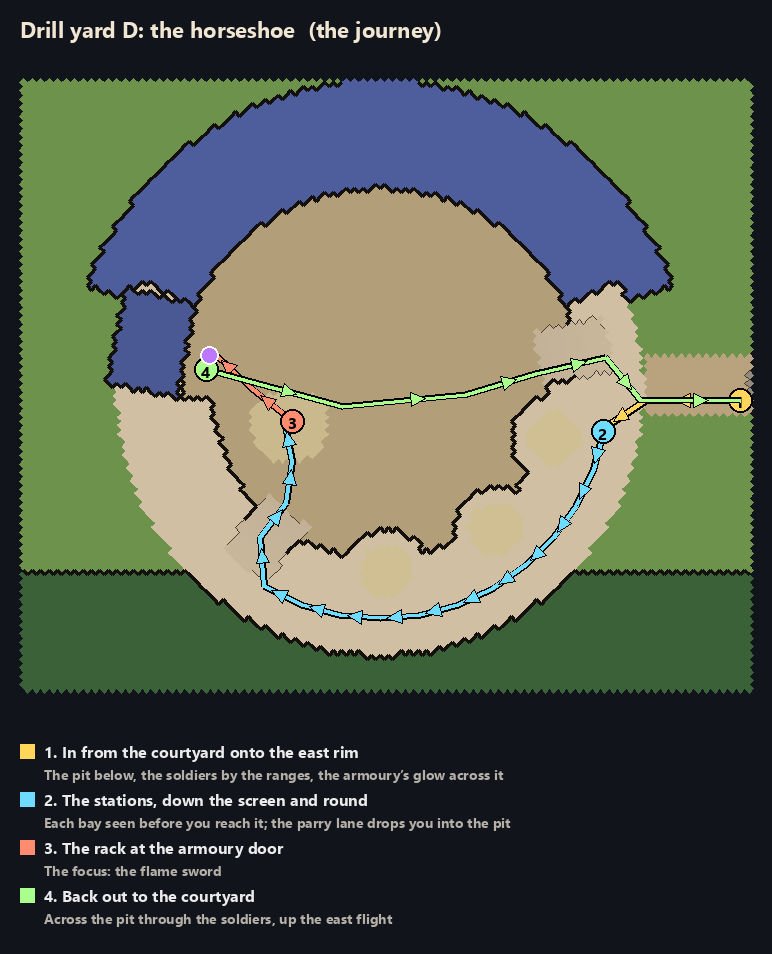 Drill yard D: the horseshoe (the journey)
4
3
2
1
1. In from the courtyard onto the east rim
The pit below, the soldiers by the ranges, the armoury's glow across it
2. The stations, down the screen and round
Each bay seen before you reach it; the parry lane drops you into the pit
3. The rack at the armoury door
The focus: the flame sword
4. Back out to the courtyard
Across the pit through the soldiers, up the east flight